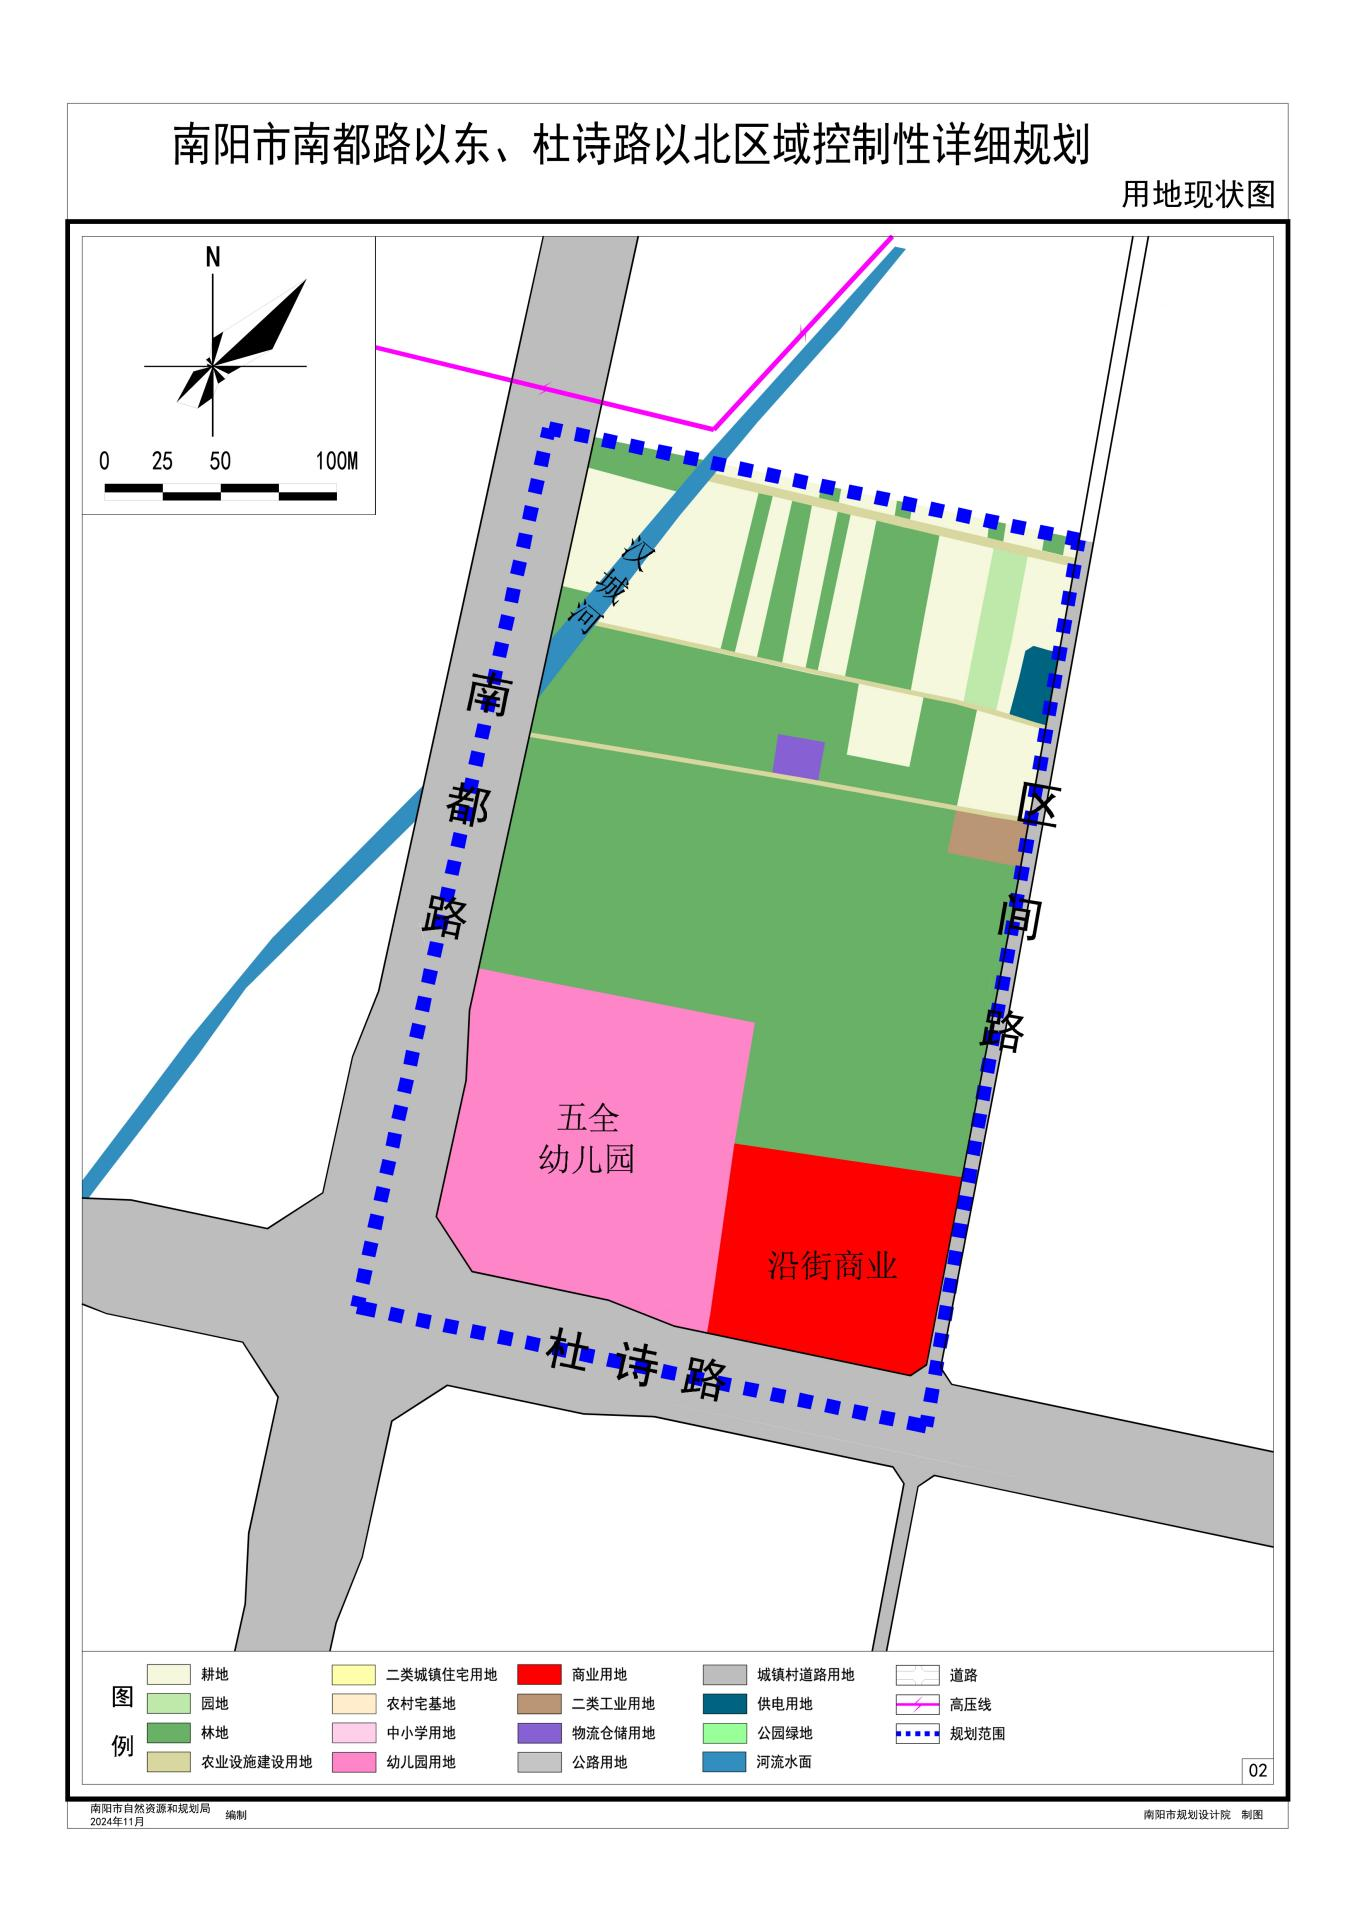 南阳市南都路以东、杜诗路以北区域控制性详细规划
用地现状图
N
0 25 50 100M
汉城河
南都路
区间路
五全
幼儿园
沿街商业
杜诗路
图例
耕地
园地
林地
农业设施建设用地
二类城镇住宅用地
农村宅基地
中小学用地
幼儿园用地
商业用地
二类工业用地
物流仓储用地
公路用地
城镇村道路用地
供电用地
公园绿地
河流水面
道路
高压线
规划范围
02
南阳市自然资源和规划局
2024年11月
编制
南阳市规划设计院 制图